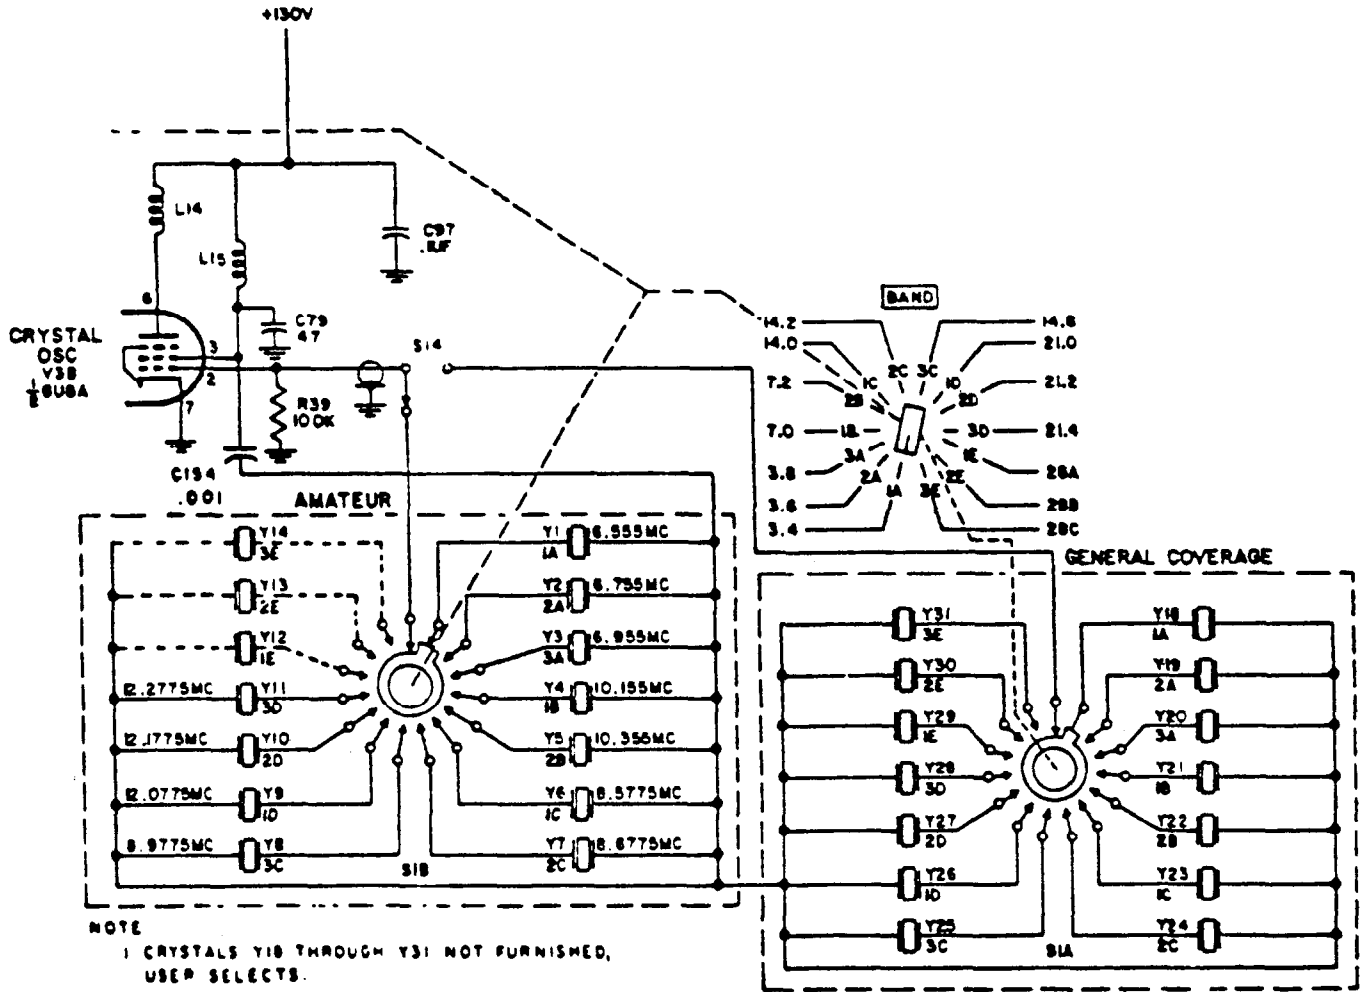 +130V
L14
C97
.1UF
L15
6
C79
47
CRYSTAL
OSC
V3B
6U8A
3
2
7
S14
R39
100K
C154
.001
BAND
14.2
14.0
7.2
7.0
3.8
3.6
3.4
14.8
21.0
21.2
21.4
28A
28B
28C
2C
3C
1C
1D
2B
2D
1B
3D
3A
1E
2A
2E
1A
3E
AMATEUR
Y14
3E
Y13
2E
Y12
1E
12.2775MC Y11
3D
12.1775MC Y10
2D
12.0775MC Y9
1D
8.9775MC Y8
3C
Y1 6.555MC
1A
Y2 6.755MC
2A
Y3 6.955MC
3A
Y4 10.155MC
1B
Y5 10.355MC
2B
Y6 8.5775MC
1C
Y7 8.6775MC
2C
S1B
GENERAL COVERAGE
Y31
3E
Y30
2E
Y29
1E
Y28
3D
Y27
2D
Y26
1D
Y25
3C
Y18
1A
Y19
2A
Y20
3A
Y21
1B
Y22
2B
Y23
1C
Y24
2C
S1A
NOTE
1 CRYSTALS Y18 THROUGH Y31 NOT FURNISHED,
USER SELECTS.